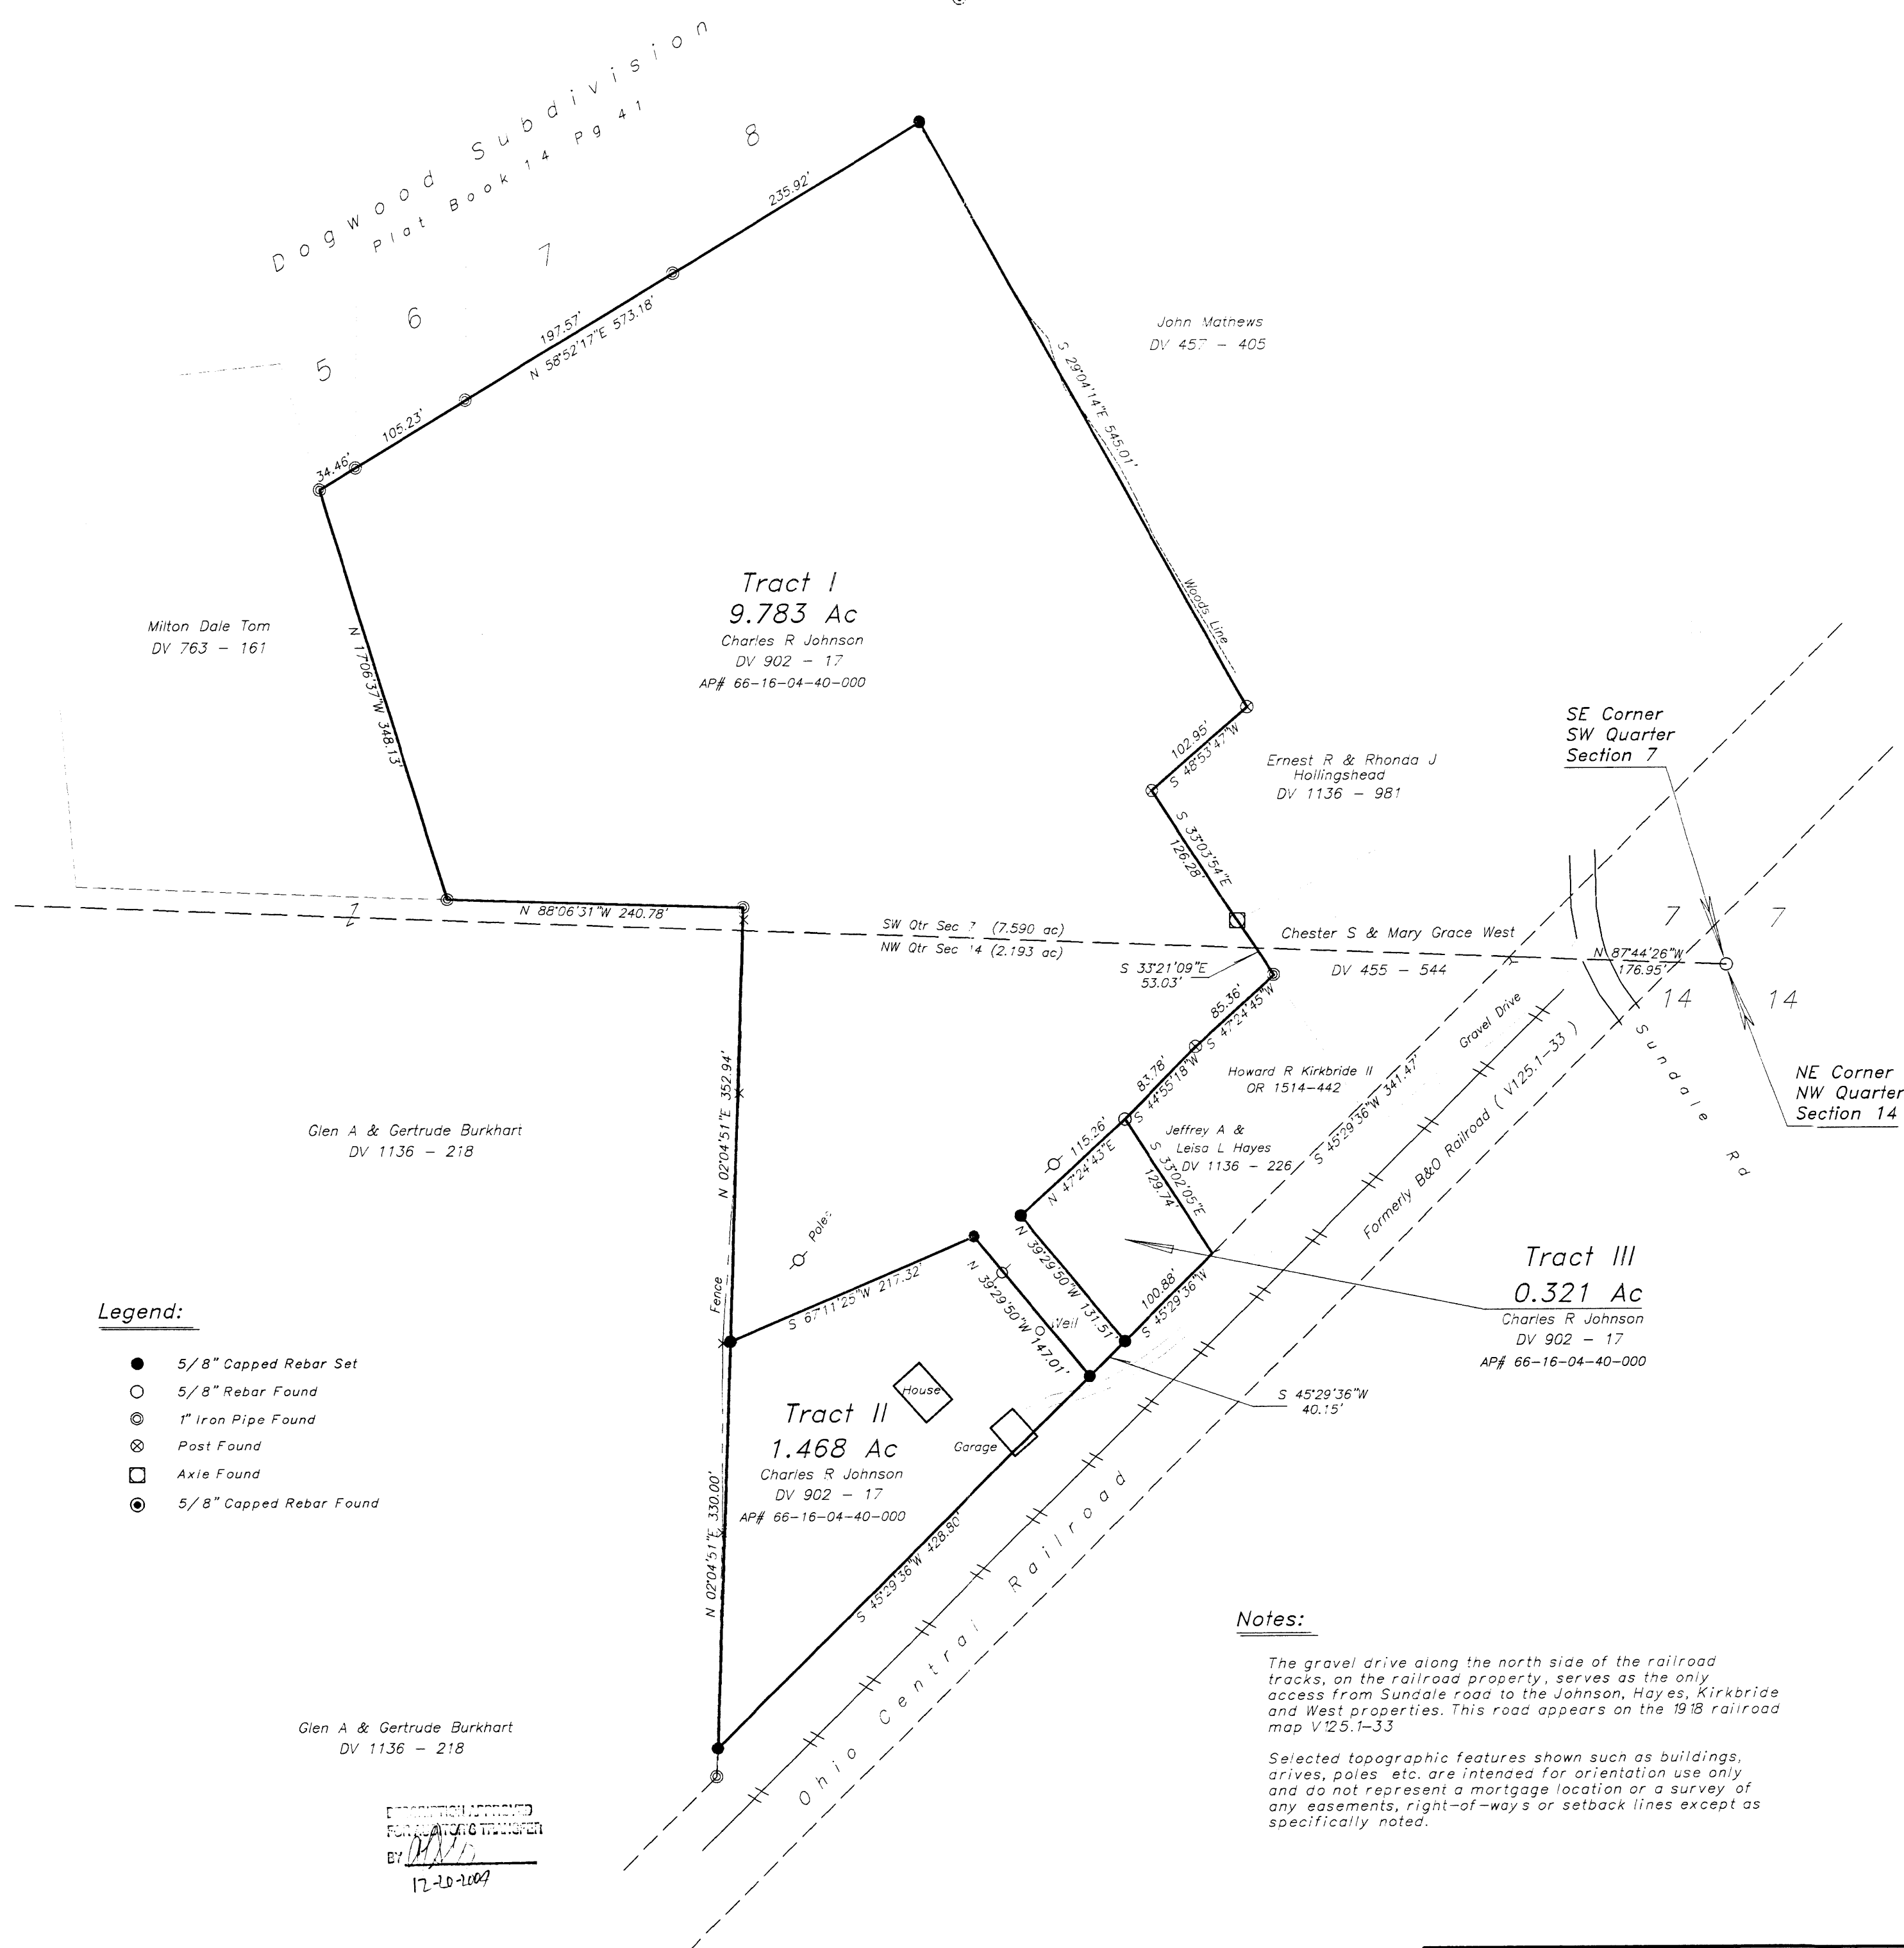 Dogwood Subdivision
Plat Book 14 Pg 41
8
7
6
5
235.92'
197.57'
N 58°52'17"E 573.18'
105.23'
34.46'
John Mathews
DV 457 - 405
S 29°04'14"E 545.01'
Woods Line
Tract I
9.783 Ac
Charles R Johnson
DV 902 - 17
AP# 66-16-04-40-000
Milton Dale Tom
DV 763 - 161
N 17°06'37"W 348.13'
102.95'
S 48°53'47"W
Ernest R & Rhonda J
Hollingshead
DV 1136 - 981
S 33°03'54"E
126.28'
SE Corner
SW Quarter
Section 7
N 88°06'31"W 240.78'
SW Qtr Sec 7 (7.590 ac)
NW Qtr Sec 14 (2.193 ac)
Chester S & Mary Grace West
DV 455 - 544
S 33°21'09"E
53.03'
7
7
N 87°44'26"W
176.95'
14
14
85.36'
S 47°24'45"W
Gravel Drive
Sundale Rd
NE Corner
NW Quarter
Section 14
83.78'
S 44°55'18"W
Howard R Kirkbride II
OR 1514-442
S 45°29'36"W 341.47'
Formerly B&O Railroad ( V125.1-33 )
N 02°04'51"E 352.94'
Glen A & Gertrude Burkhart
DV 1136 - 218
115.26'
N 47°24'43"E
Jeffrey A &
Leisa L Hayes
DV 1136 - 226
S 33°02'05"E
129.74'
Poles
S 67°11'25"W 217.32'
N 39°29'50"W 147.01'
N 39°29'50"W 131.51'
Well
100.88'
S 45°29'36"W
Tract III
0.321 Ac
Charles R Johnson
DV 902 - 17
AP# 66-16-04-40-000
S 45°29'36"W
40.15'
Fence
House
Garage
Tract II
1.468 Ac
Charles R Johnson
DV 902 - 17
AP# 66-16-04-40-000
N 02°04'51"E 330.00'
S 45°29'36"W 428.80'
Ohio Central Railroad
Legend:
5/8" Capped Rebar Set
5/8" Rebar Found
1" Iron Pipe Found
Post Found
Axle Found
5/8" Capped Rebar Found
Glen A & Gertrude Burkhart
DV 1136 - 218
DESCRIPTION APPROVED
FOR AUDITORS TRANSFER
BY
12-20-2004
Notes:
The gravel drive along the north side of the railroad
tracks, on the railroad property, serves as the only
access from Sundale road to the Johnson, Hayes, Kirkbride
and West properties. This road appears on the 1918 railroad
map V125.1-33
Selected topographic features shown such as buildings,
drives, poles etc. are intended for orientation use only
and do not represent a mortgage location or a survey of
any easements, right-of-ways or setback lines except as
specifically noted.